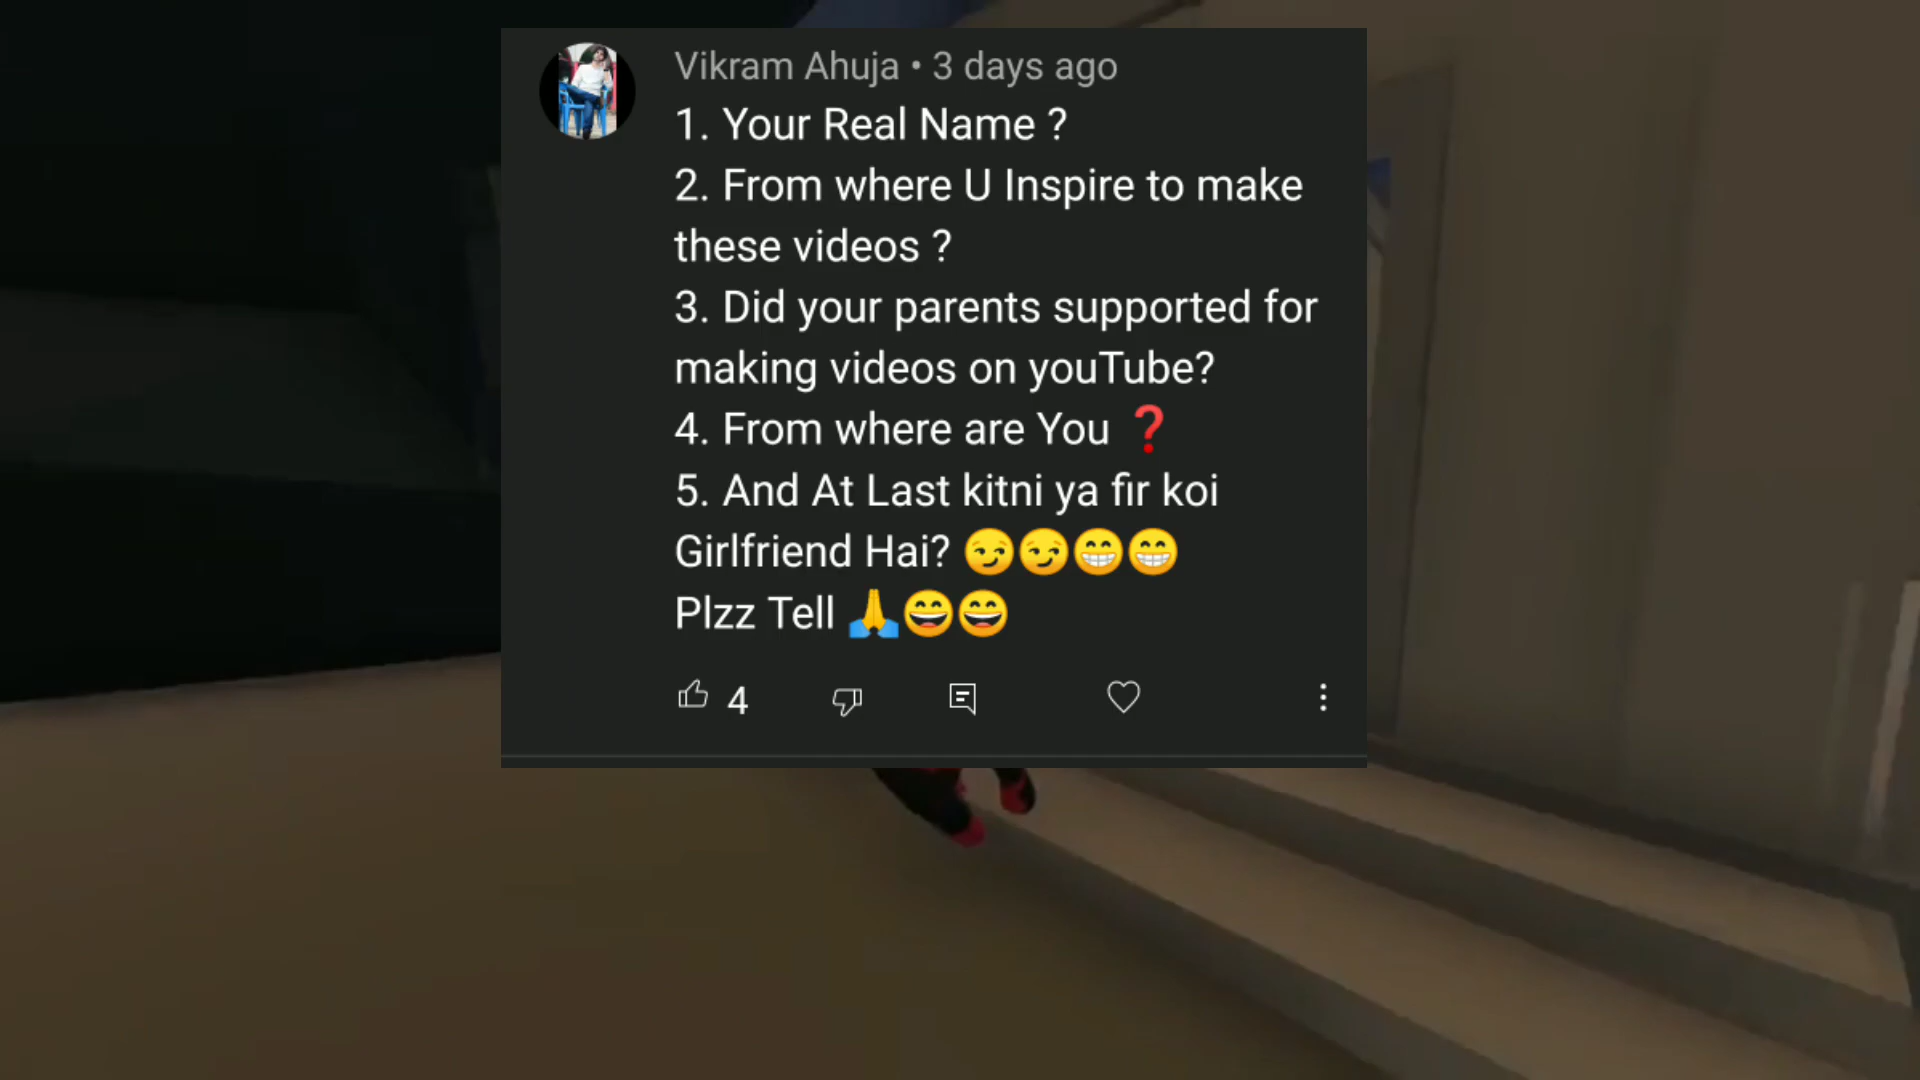 Vikram Ahuja • 3 days ago
1. Your Real Name ?
2. From where U Inspire to make
these videos ?
3. Did your parents supported for
making videos on youTube?
4. From where are You ❓
5. And At Last kitni ya fir koi
Girlfriend Hai? 😏😏😁😁
Plzz Tell 🙏😄😄
4